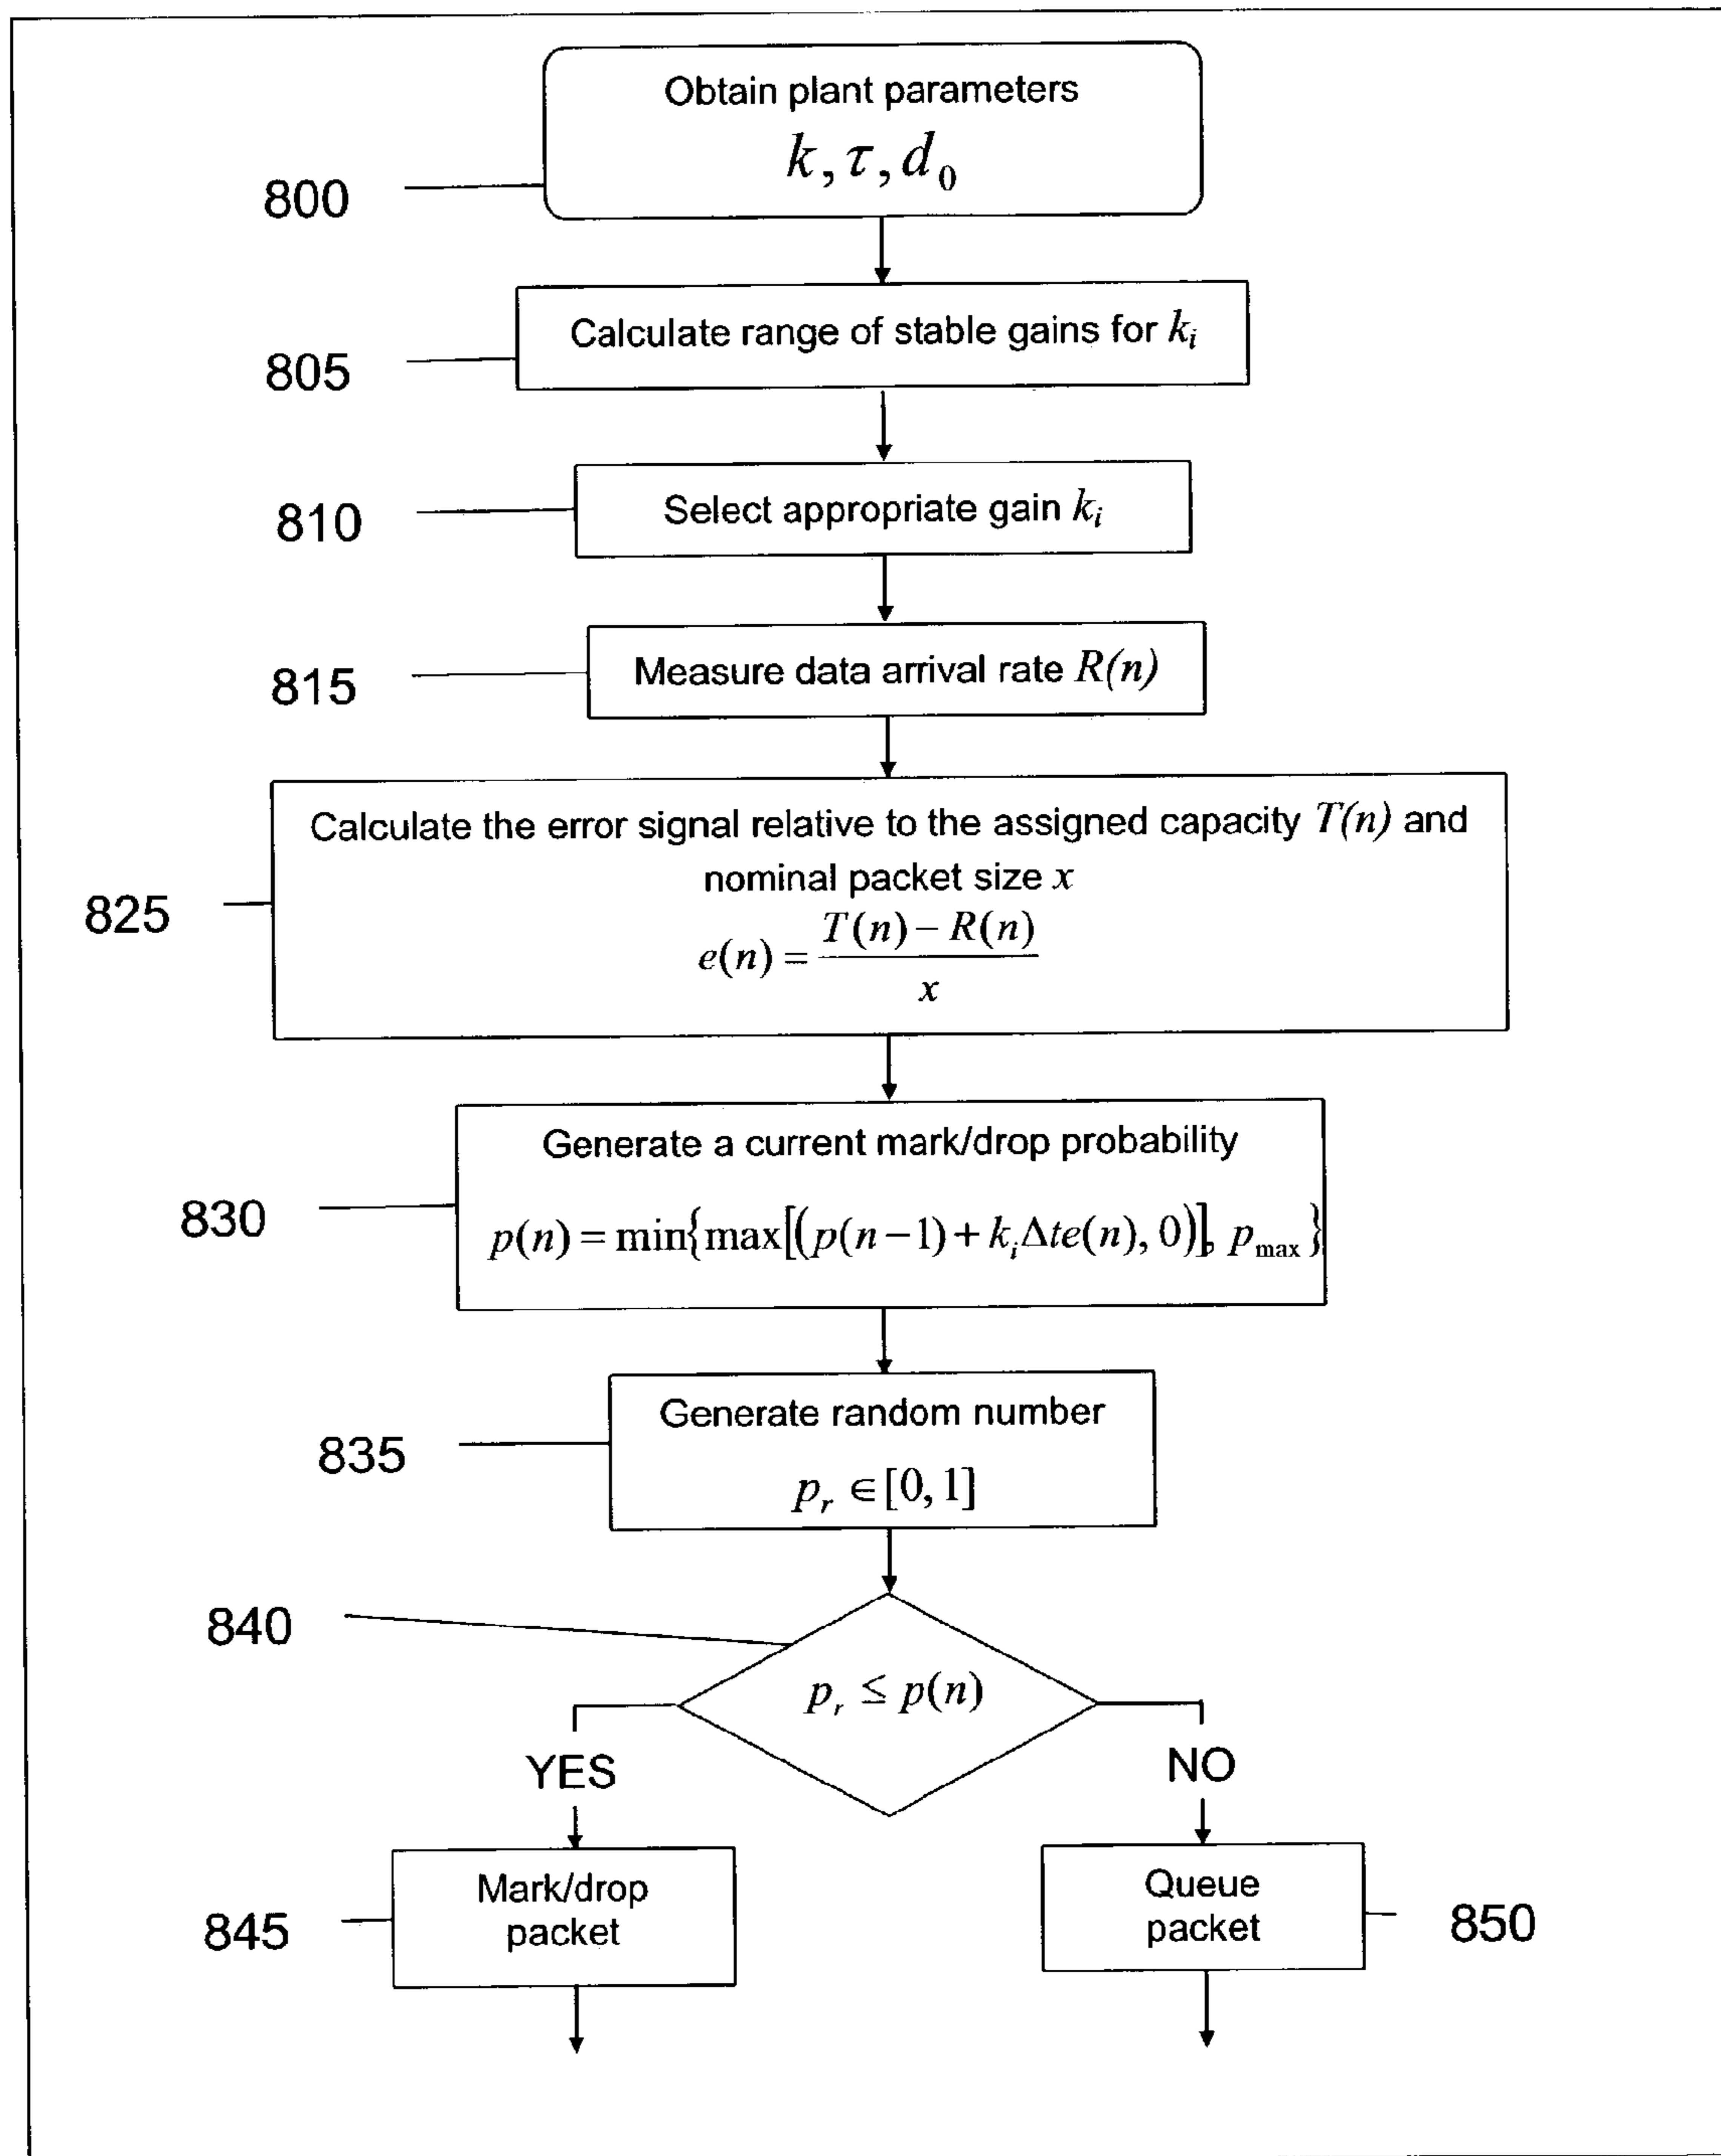 Obtain plant parameters
k, τ, d₀
800
Calculate range of stable gains for kᵢ
805
Select appropriate gain kᵢ
810
Measure data arrival rate R(n)
815
Calculate the error signal relative to the assigned capacity T(n) and
nominal packet size x
e(n) = (T(n) − R(n)) / x
825
Generate a current mark/drop probability
p(n) = min{max[(p(n−1) + kᵢΔte(n), 0)], p_max}
830
Generate random number
p_r ∈ [0, 1]
835
840
p_r ≤ p(n)
YES
NO
Mark/drop
packet
845
Queue
packet
850